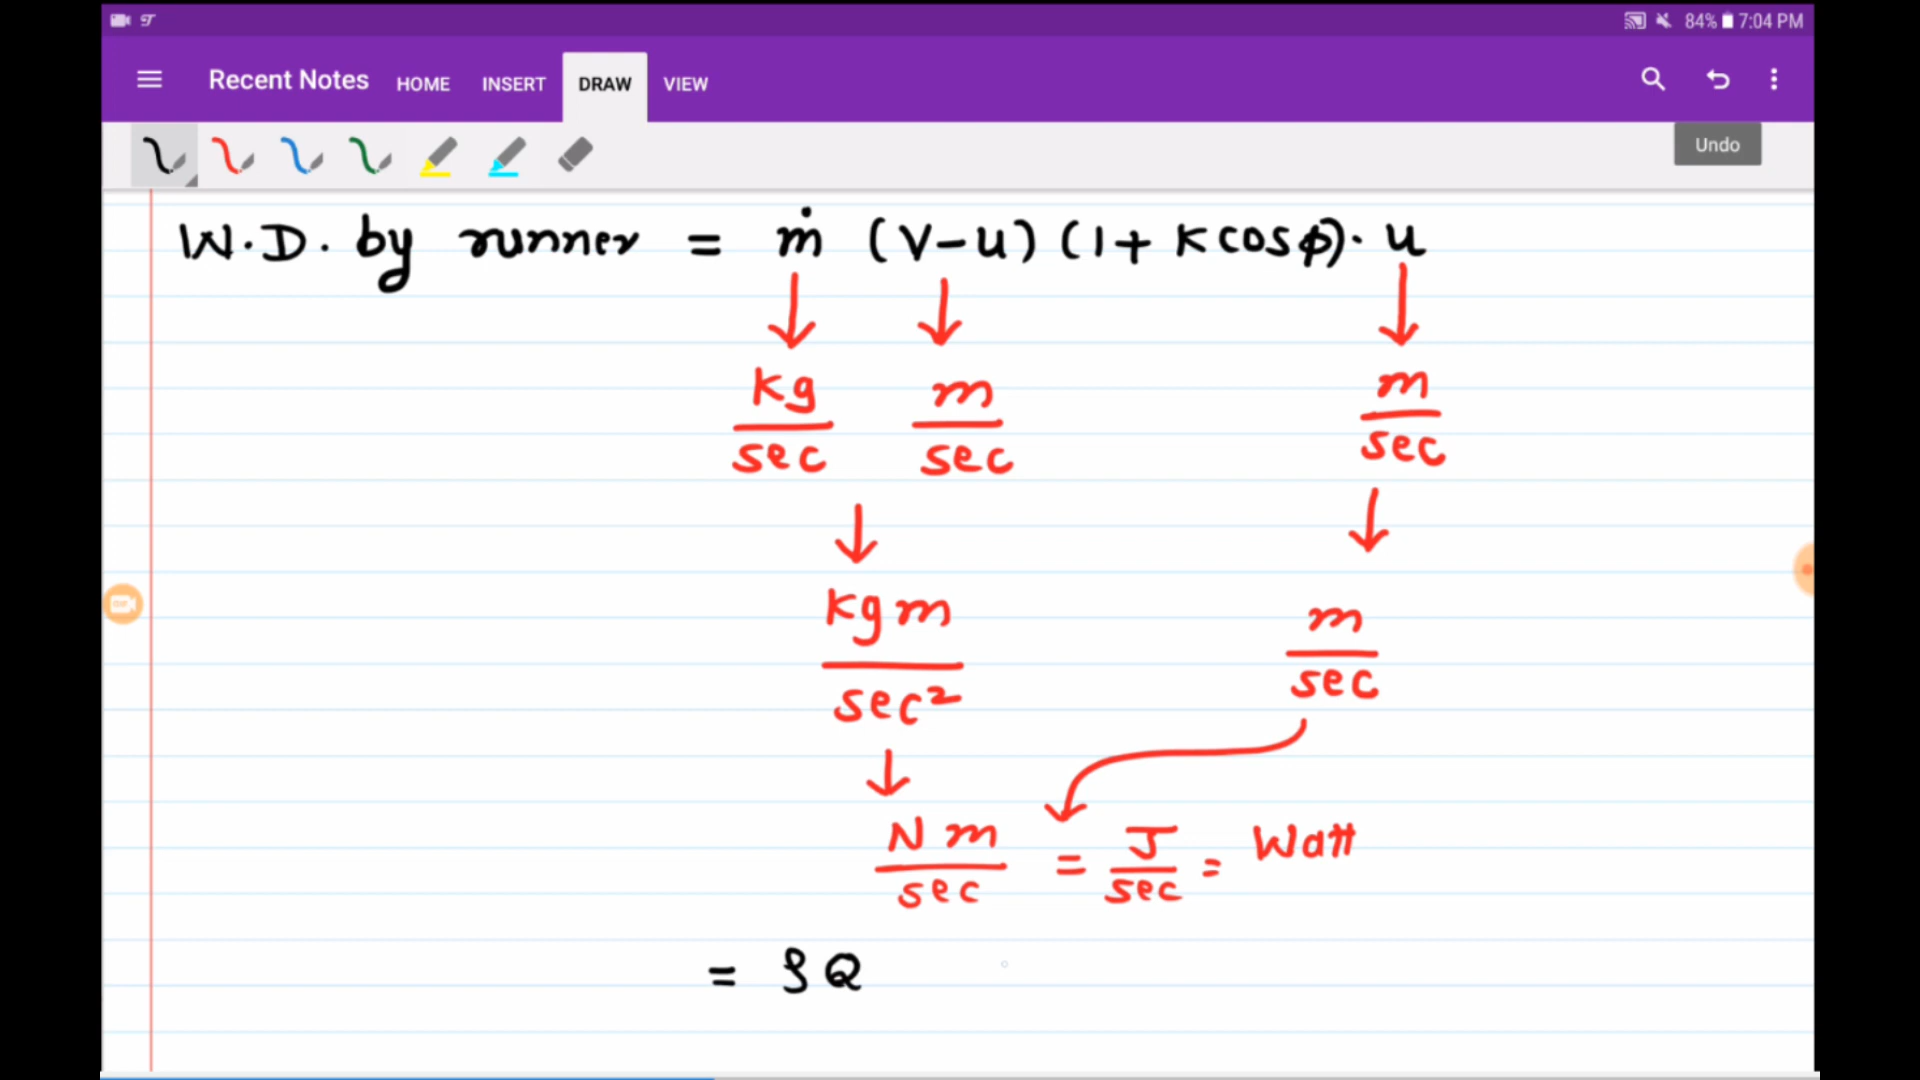 84% 7:04 PM
Recent Notes HOME INSERT DRAW VIEW
Undo
W.D. by runner = ṁ (V-u) (1+ K cos φ). u
Kg m m
sec sec sec
Kg m m
sec² sec
N m = J = Watt
sec sec
= ρQ